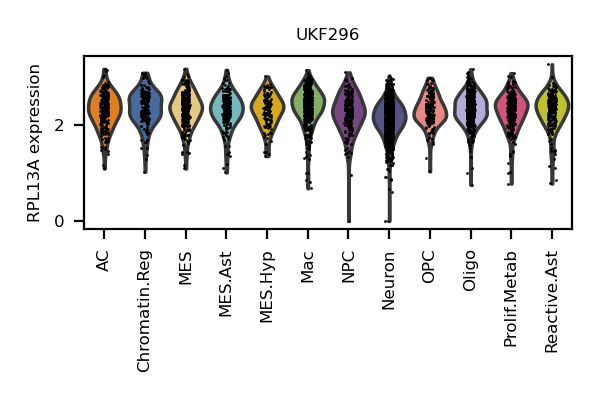 UKF296
RPL13A expression
2
0
AC
Chromatin.Reg
MES
MES.Ast
MES.Hyp
Mac
NPC
Neuron
OPC
Oligo
Prolif.Metab
Reactive.Ast